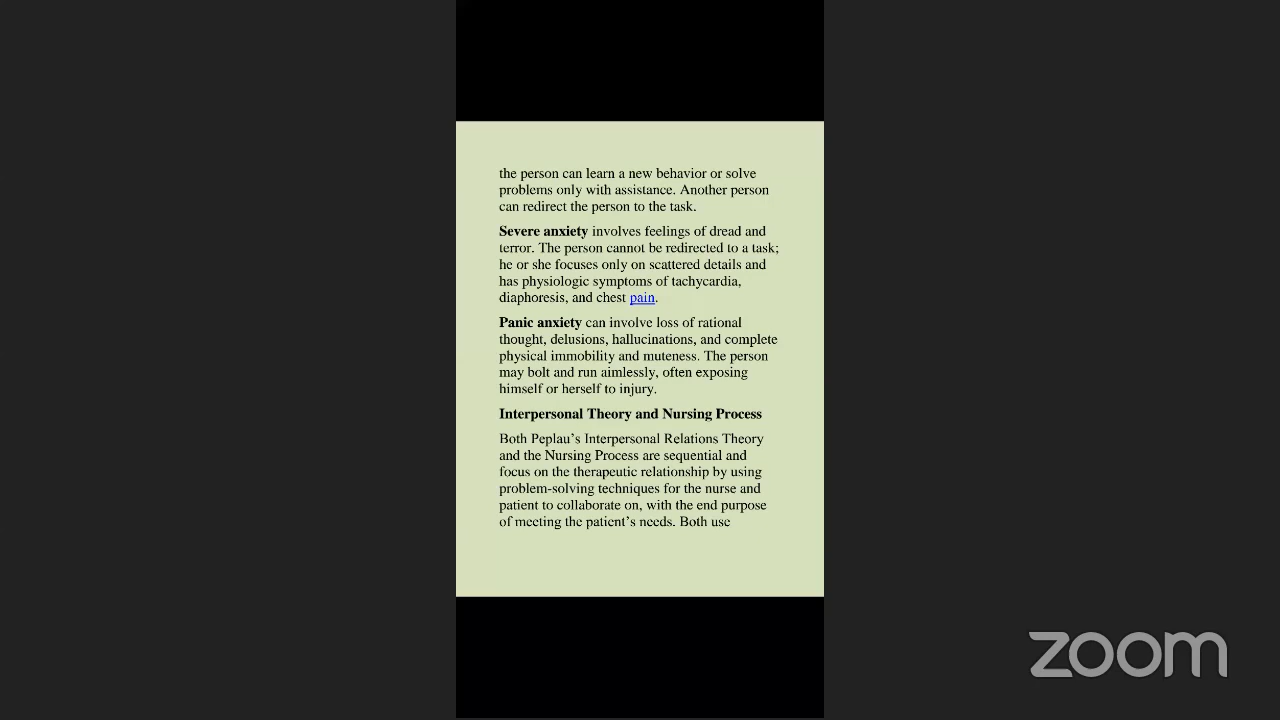 the person can learn a new behavior or solve
problems only with assistance. Another person
can redirect the person to the task.
Severe anxiety involves feelings of dread and
terror. The person cannot be redirected to a task;
he or she focuses only on scattered details and
has physiologic symptoms of tachycardia,
diaphoresis, and chest pain.
Panic anxiety can involve loss of rational
thought, delusions, hallucinations, and complete
physical immobility and muteness. The person
may bolt and run aimlessly, often exposing
himself or herself to injury.
Interpersonal Theory and Nursing Process
Both Peplau’s Interpersonal Relations Theory
and the Nursing Process are sequential and
focus on the therapeutic relationship by using
problem-solving techniques for the nurse and
patient to collaborate on, with the end purpose
of meeting the patient’s needs. Both use
zoom